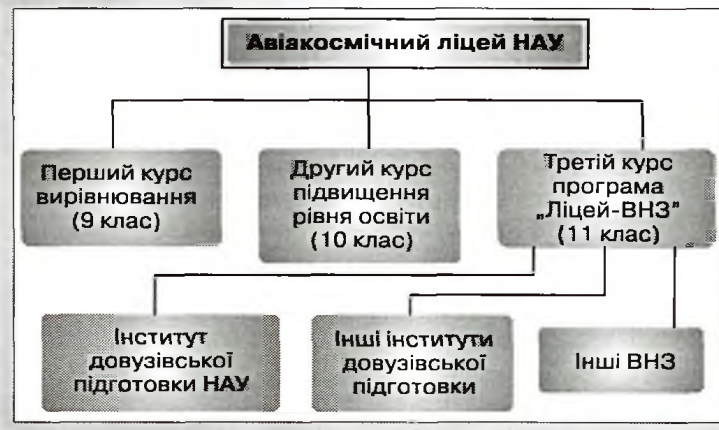 Авіакосмічний ліцей НАУ
Перший курс
вирівнювання
(9 клас)
Другий курс
підвищення
рівня освіти
(10 клас)
Третій курс
програма
„Ліцей-ВНЗ"
(11 клас)
Інститут
довузівської
підготовки НАУ
Інші інститути
довузівської
підготовки
Інші ВНЗ